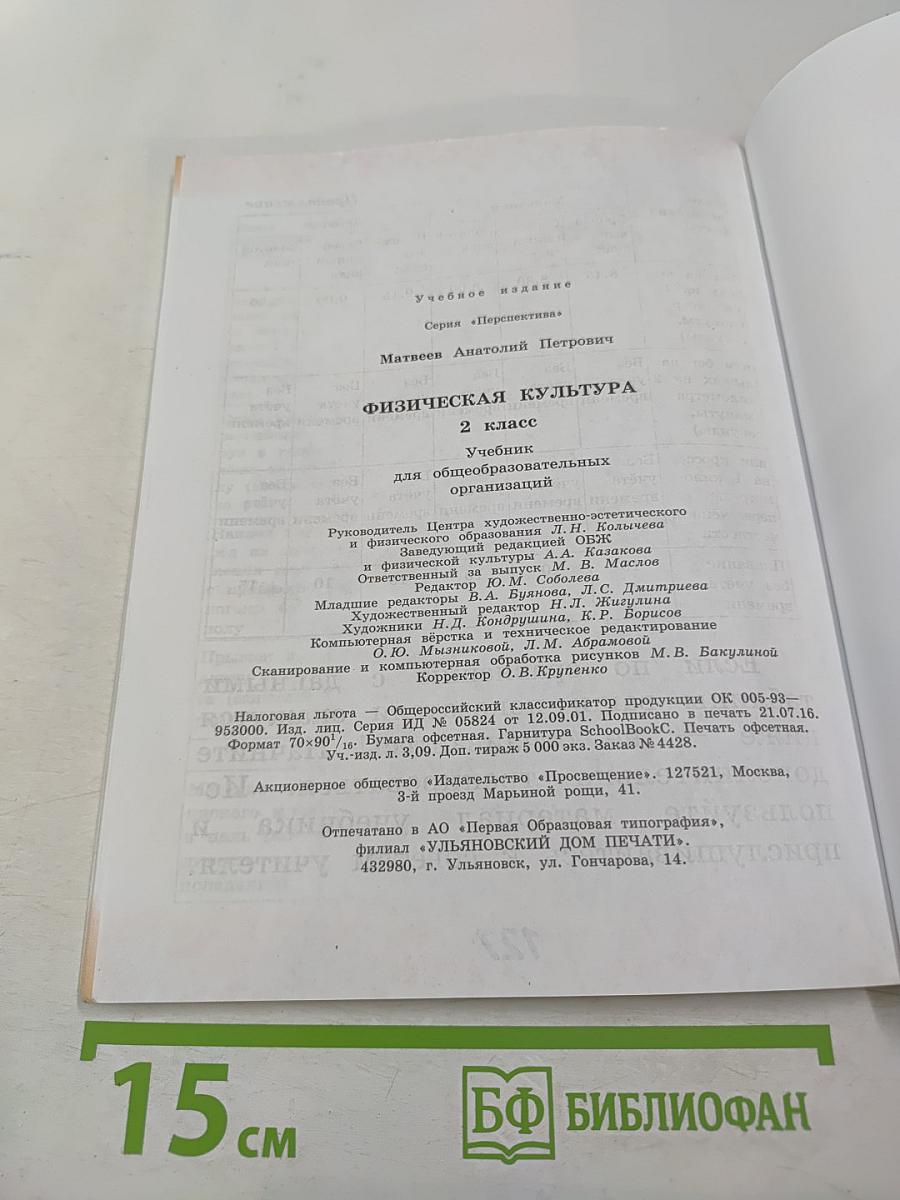 Учебное издание
Серия «Перспектива»
Матвеев Анатолий Петрович
ФИЗИЧЕСКАЯ КУЛЬТУРА
2 класс
Учебник
для общеобразовательных
организаций
Руководитель Центра художественно-эстетического
и физического образования Л. Н. Колычева
Заведующий редакцией ОБЖ
и физической культуры А. А. Казакова
Ответственный за выпуск М. В. Маслов
Редактор Ю. М. Соболева
Младшие редакторы В. А. Буянова, Л. С. Дмитриева
Художественный редактор Н. Л. Жигулина
Художники Н. Д. Кондрушина, К. Р. Борисов
Компьютерная вёрстка и техническое редактирование
О. Ю. Мызниковой, Л. М. Абрамовой
Сканирование и компьютерная обработка рисунков М. В. Бакулиной
Корректор О. В. Крупенко
Налоговая льгота — Общероссийский классификатор продукции ОК 005-93—
953000. Изд. лиц. Серия ИД № 05824 от 12.09.01. Подписано в печать 21.07.16.
Формат 70×90 1/16. Бумага офсетная. Гарнитура SchoolBookC. Печать офсетная.
Уч.-изд. л. 3,09. Доп. тираж 5 000 экз. Заказ № 4428.
Акционерное общество «Издательство «Просвещение». 127521, Москва,
3-й проезд Марьиной рощи, 41.
Отпечатано в АО «Первая Образцовая типография»,
филиал «УЛЬЯНОВСКИЙ ДОМ ПЕЧАТИ».
432980, г. Ульяновск, ул. Гончарова, 14.
15 см
БФ БИБЛИОФАН